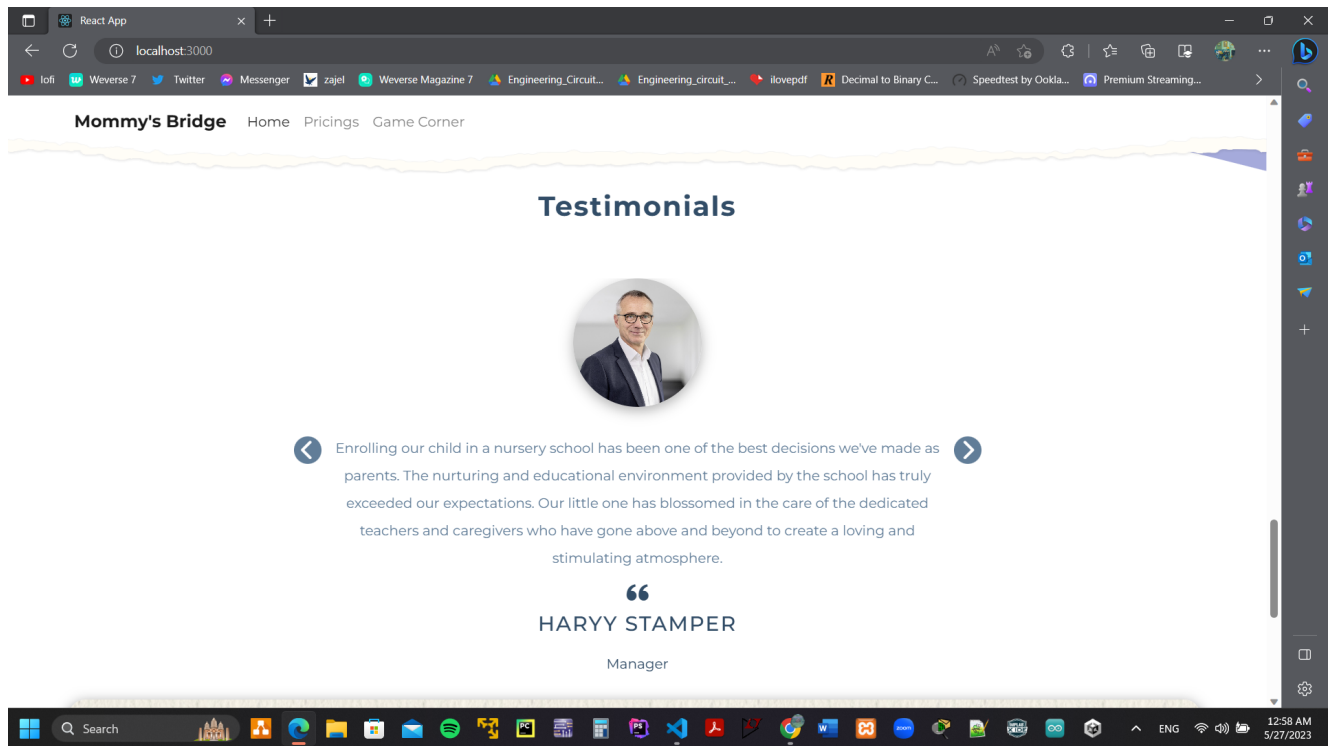 React App
localhost:3000
lofi Weverse 7 Twitter Messenger zajel Weverse Magazine 7 Engineering_Circuit... Engineering_circuit_... ilovepdf Decimal to Binary C... Speedtest by Ookla... Premium Streaming...
Mommy's Bridge Home Pricings Game Corner
Testimonials
Enrolling our child in a nursery school has been one of the best decisions we've made as
parents. The nurturing and educational environment provided by the school has truly
exceeded our expectations. Our little one has blossomed in the care of the dedicated
teachers and caregivers who have gone above and beyond to create a loving and
stimulating atmosphere.
❝
HARYY STAMPER
Manager
Search ENG 12:58 AM
5/27/2023